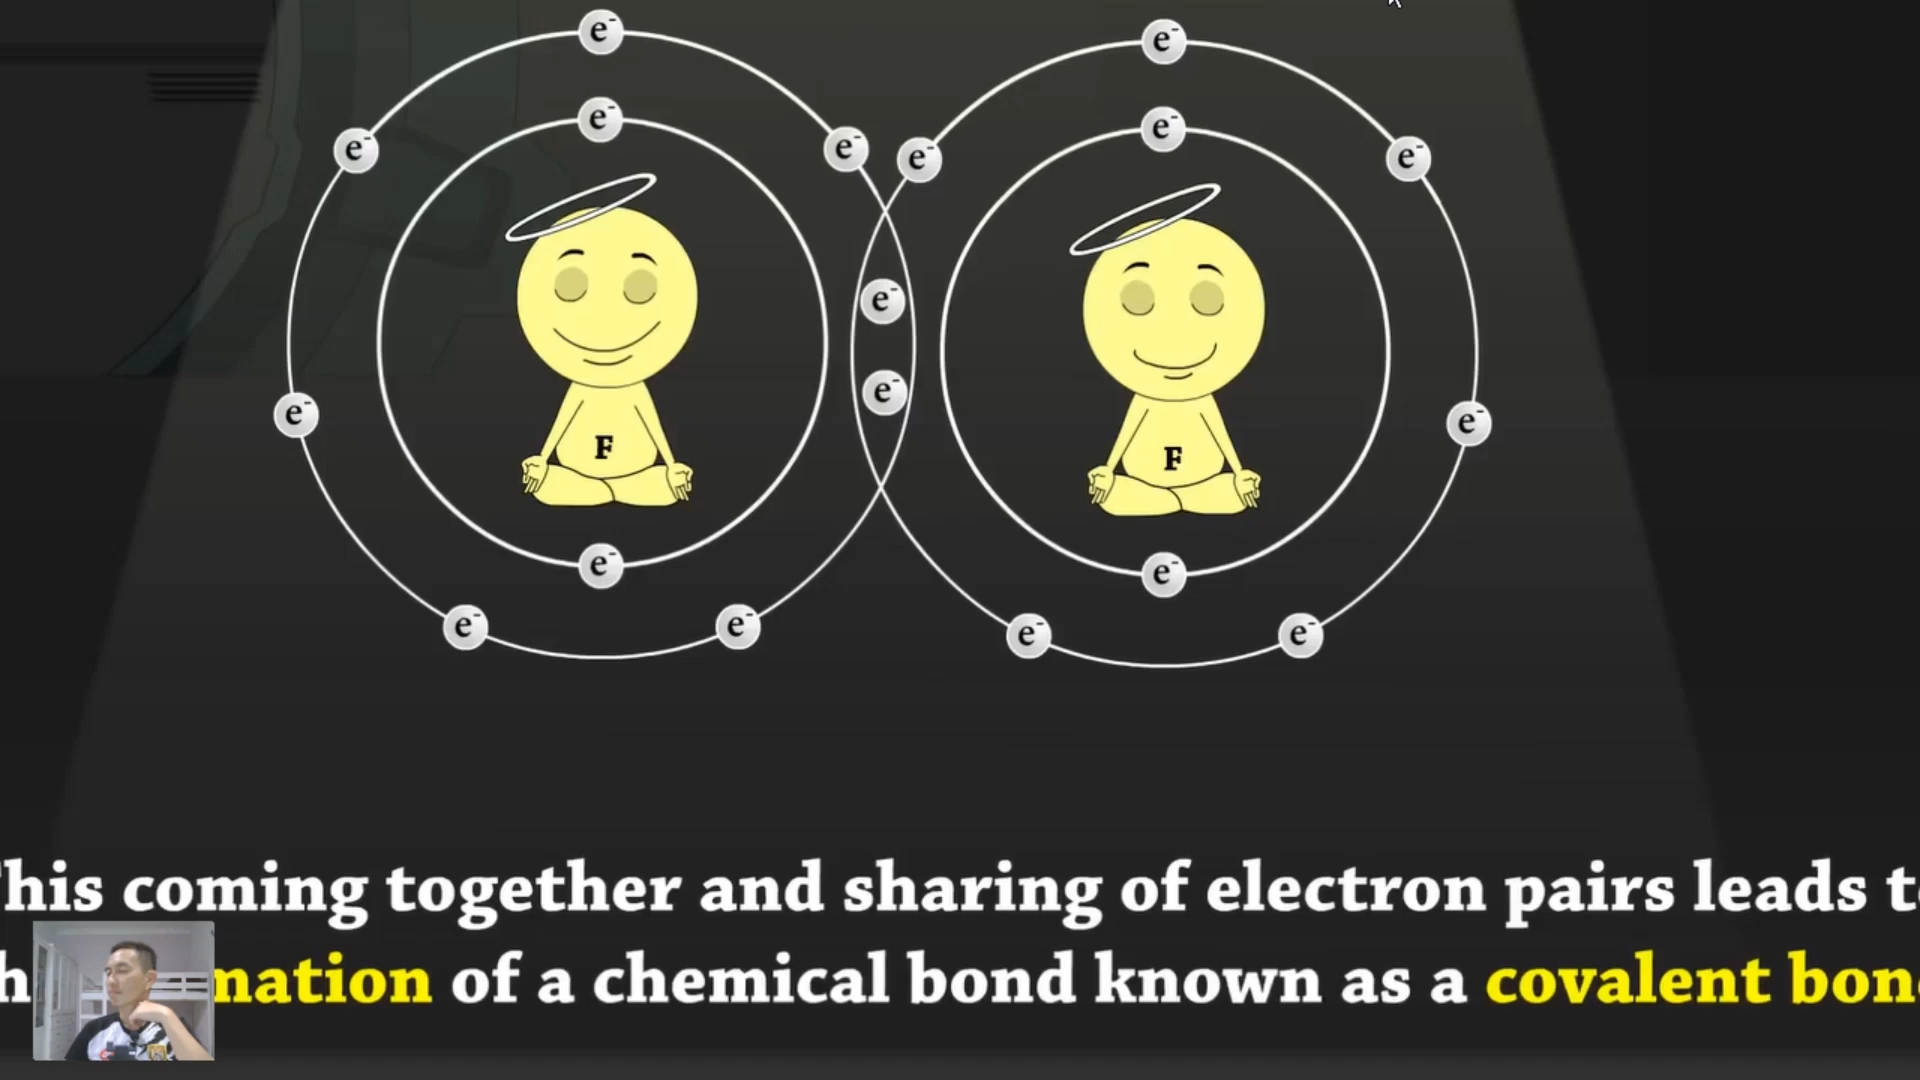 e⁻
e⁻
e⁻ e⁻
e⁻ e⁻
e⁻ e⁻ e⁻ e⁻
e⁻
e⁻
e⁻ e⁻
F F
e⁻ e⁻
e⁻ e⁻ e⁻ e⁻
his coming together and sharing of electron pairs leads t
mation of a chemical bond known as a covalent bon